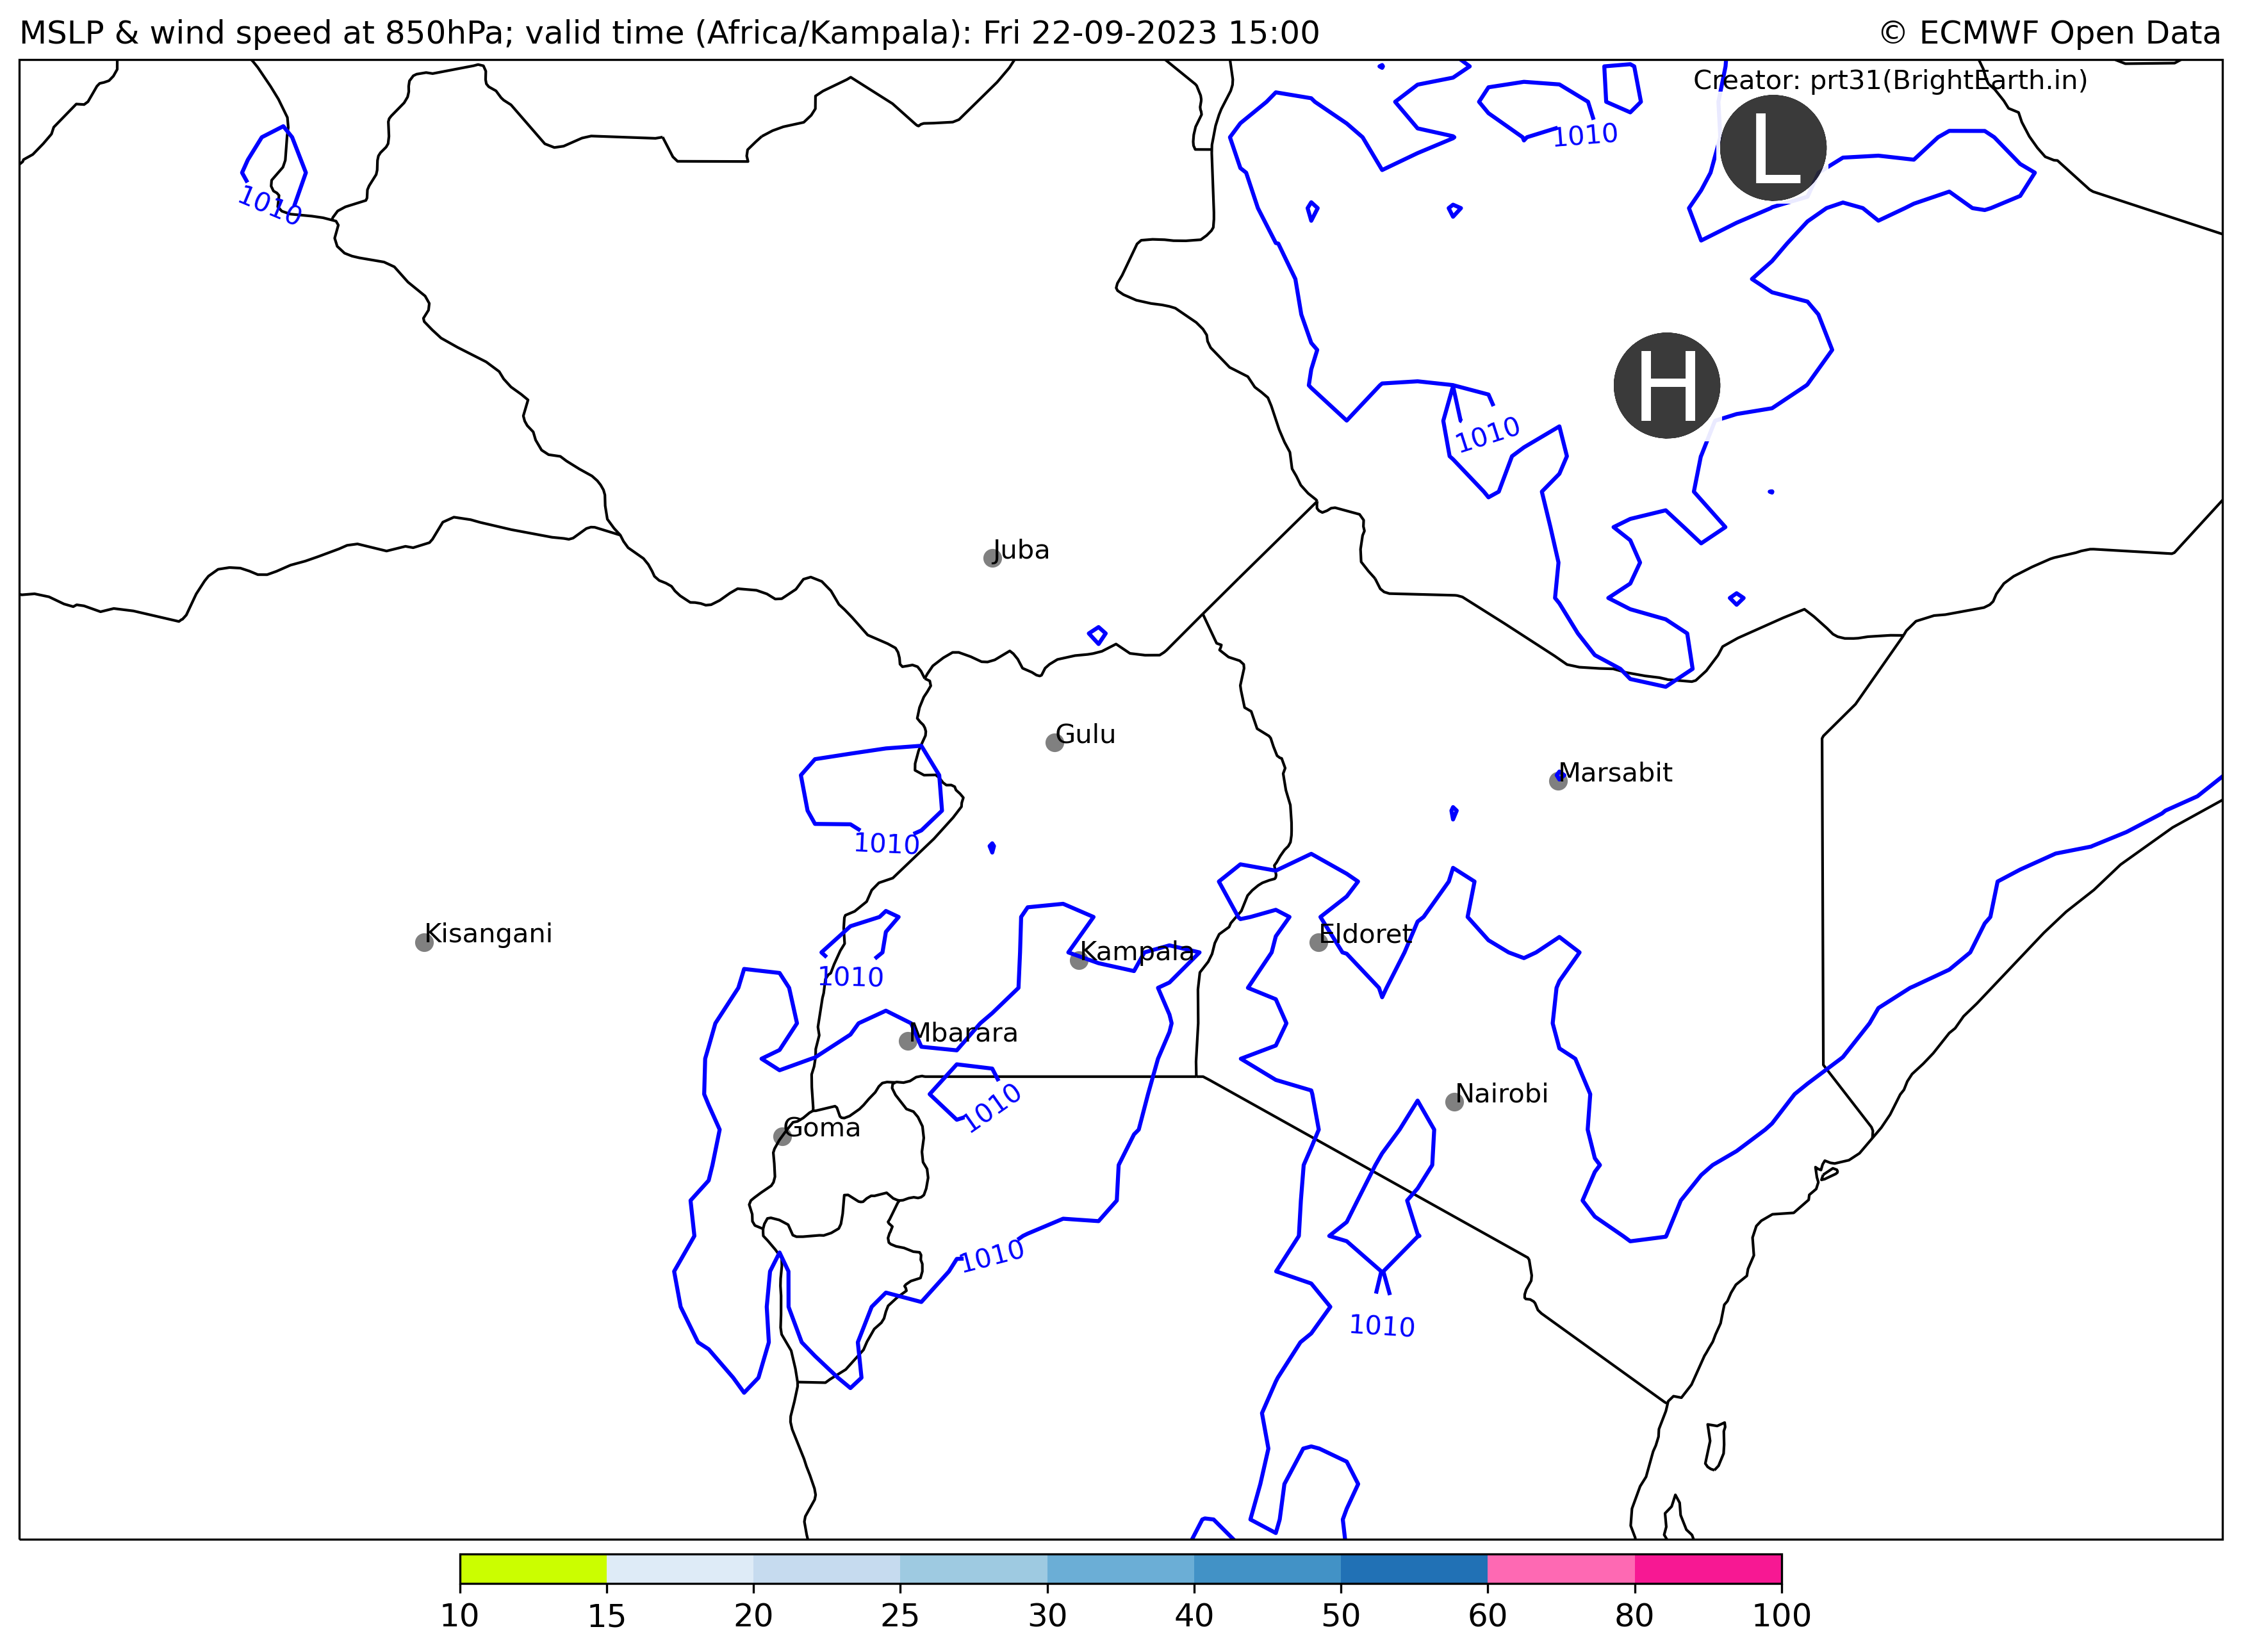 MSLP & wind speed at 850hPa; valid time (Africa/Kampala): Fri 22-09-2023 15:00
© ECMWF Open Data
Creator: prt31(BrightEarth.in)
L
1010
1010
H
1010
Juba
Gulu
Marsabit
1010
Kisangani
Eldoret
Kampala
1010
Mbarara
Nairobi
1010
Goma
1010
1010
10 15 20 25 30 40 50 60 80 100